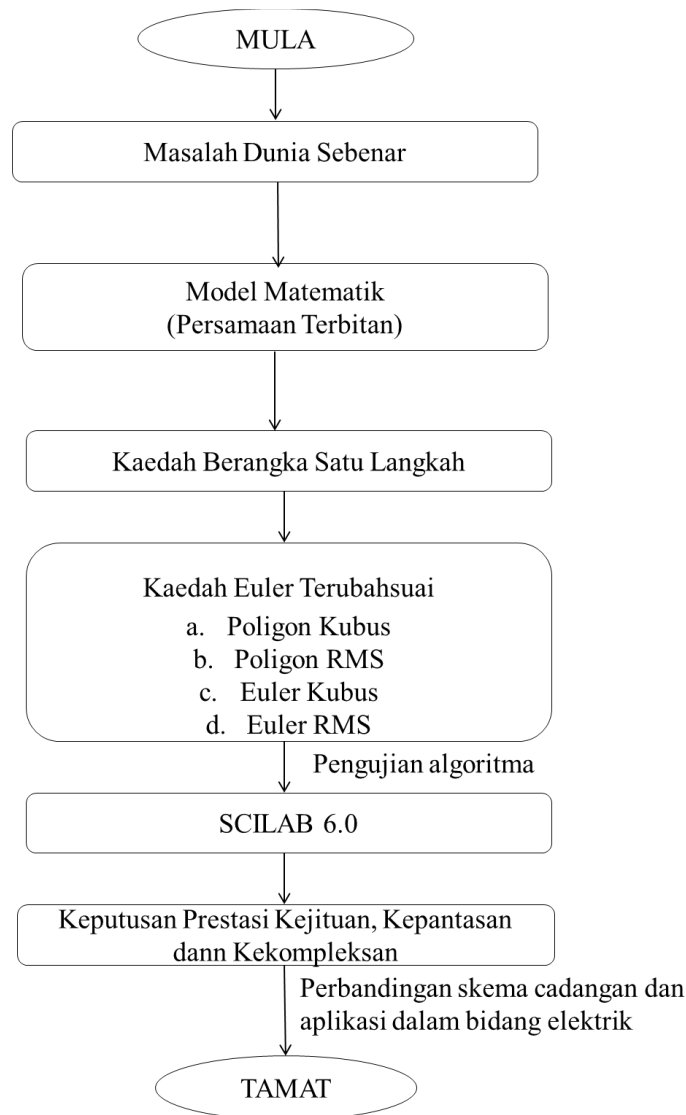 MULA
Masalah Dunia Sebenar
Model Matematik
(Persamaan Terbitan)
Kaedah Berangka Satu Langkah
Kaedah Euler Terubahsuai
a. Poligon Kubus
b. Poligon RMS
c. Euler Kubus
d. Euler RMS
Pengujian algoritma
SCILAB 6.0
Keputusan Prestasi Kejituan, Kepantasan
dann Kekompleksan
Perbandingan skema cadangan dan
aplikasi dalam bidang elektrik
TAMAT